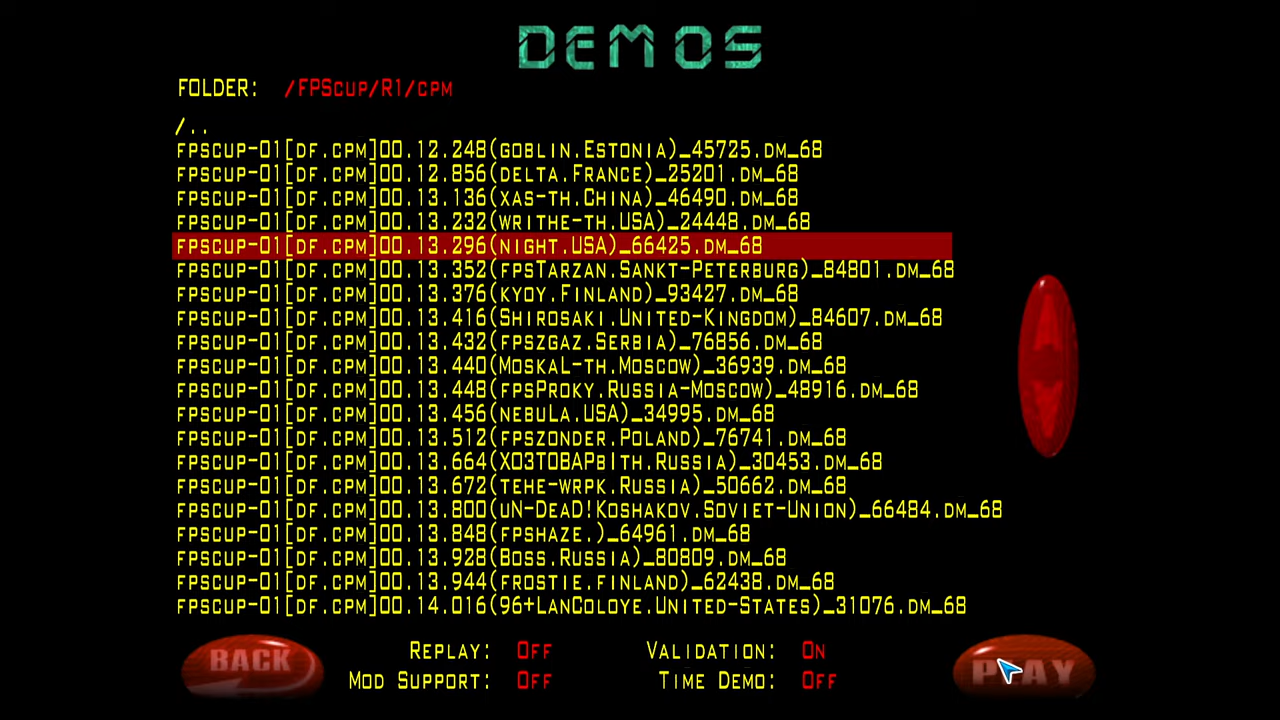 DEMOS
FOLDER: /FPScup/R1/cpm
/..
fpscup-01[df.cpm]00.12.248(goblin.Estonia)_45725.dm_68
fpscup-01[df.cpm]00.12.856(delta.France)_25201.dm_68
fpscup-01[df.cpm]00.13.136(xas-th.China)_46490.dm_68
fpscup-01[df.cpm]00.13.232(writhe-th.USA)_24448.dm_68
fpscup-01[df.cpm]00.13.296(night.USA)_66425.dm_68
fpscup-01[df.cpm]00.13.352(fpsTarzan.Sankt-Peterburg)_84801.dm_68
fpscup-01[df.cpm]00.13.376(kyoy.Finland)_93427.dm_68
fpscup-01[df.cpm]00.13.416(Shirosaki.United-Kingdom)_84607.dm_68
fpscup-01[df.cpm]00.13.432(fpszgaz.Serbia)_76856.dm_68
fpscup-01[df.cpm]00.13.440(MoskaL-th.Moscow)_36939.dm_68
fpscup-01[df.cpm]00.13.448(fpsProky.Russia-Moscow)_48916.dm_68
fpscup-01[df.cpm]00.13.456(nebuLa.USA)_34995.dm_68
fpscup-01[df.cpm]00.13.512(fpszonder.Poland)_76741.dm_68
fpscup-01[df.cpm]00.13.664(XO3TOBAPbIth.Russia)_30453.dm_68
fpscup-01[df.cpm]00.13.672(tehe-wrpk.Russia)_50662.dm_68
fpscup-01[df.cpm]00.13.800(uN-DeaD!Koshakov.Soviet-Union)_66484.dm_68
fpscup-01[df.cpm]00.13.848(fpshaze.)_64961.dm_68
fpscup-01[df.cpm]00.13.928(Boss.Russia)_80809.dm_68
fpscup-01[df.cpm]00.13.944(frostie.finland)_62438.dm_68
fpscup-01[df.cpm]00.14.016(96+LanColoye.United-States)_31076.dm_68
Replay: Off Validation: On
Mod Support: Off Time Demo: Off
BACK
PLAY